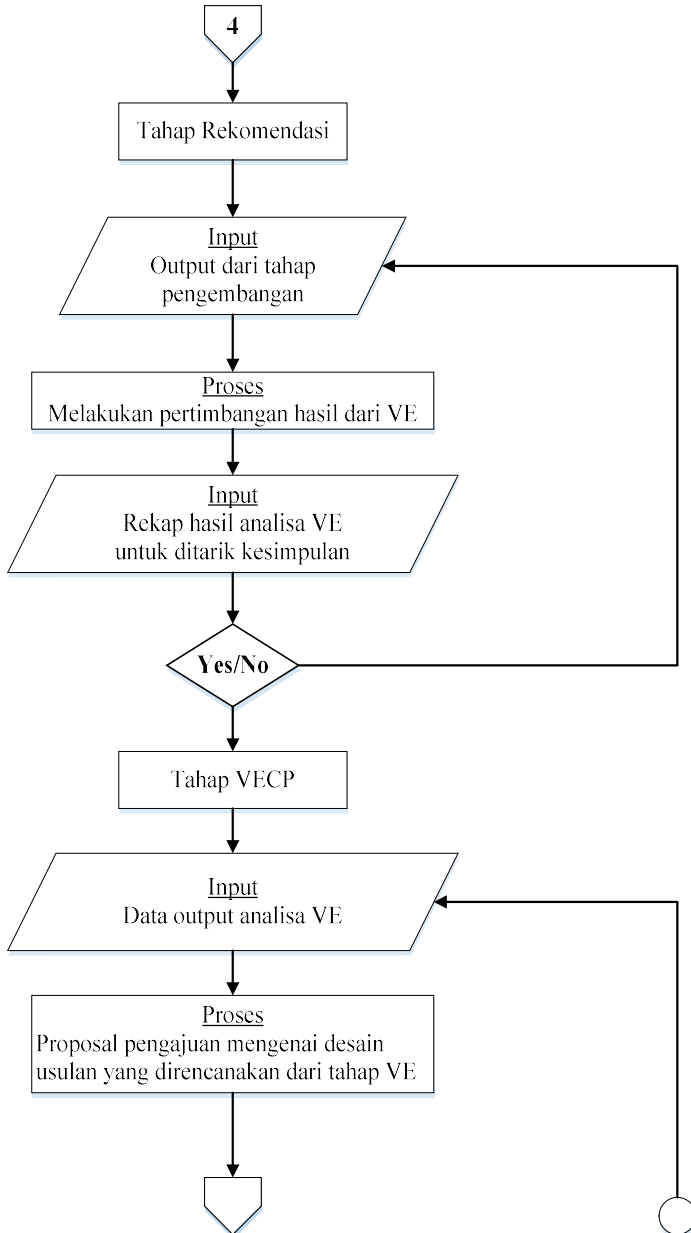 4
Tahap Rekomendasi
Input
Output dari tahap
pengembangan
Proses
Melakukan pertimbangan hasil dari VE
Input
Rekap hasil analisa VE
untuk ditarik kesimpulan
Yes/No
Tahap VECP
Input
Data output analisa VE
Proses
Proposal pengajuan mengenai desain
usulan yang direncanakan dari tahap VE